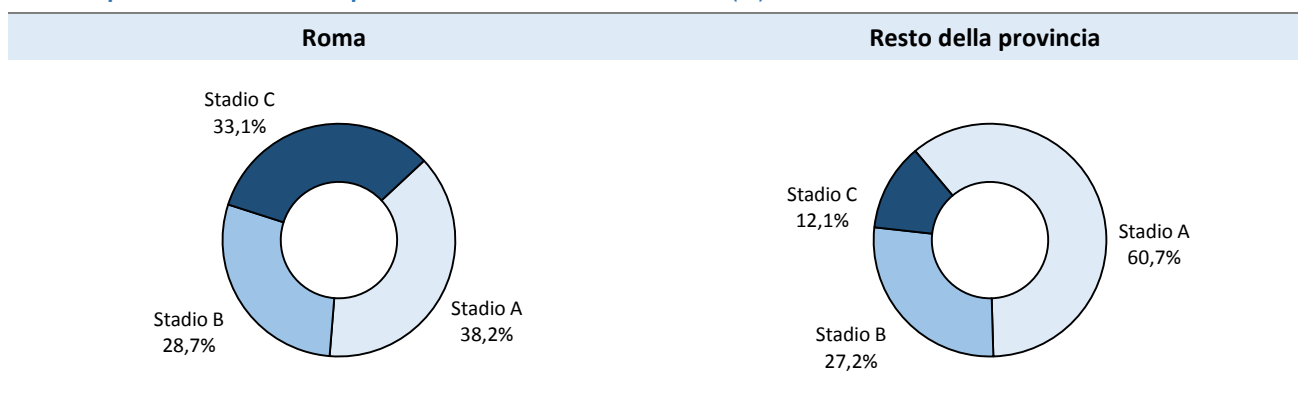 Roma
Resto della provincia
Stadio C
33,1%
Stadio A
38,2%
Stadio B
28,7%
Stadio C
12,1%
Stadio A
60,7%
Stadio B
27,2%